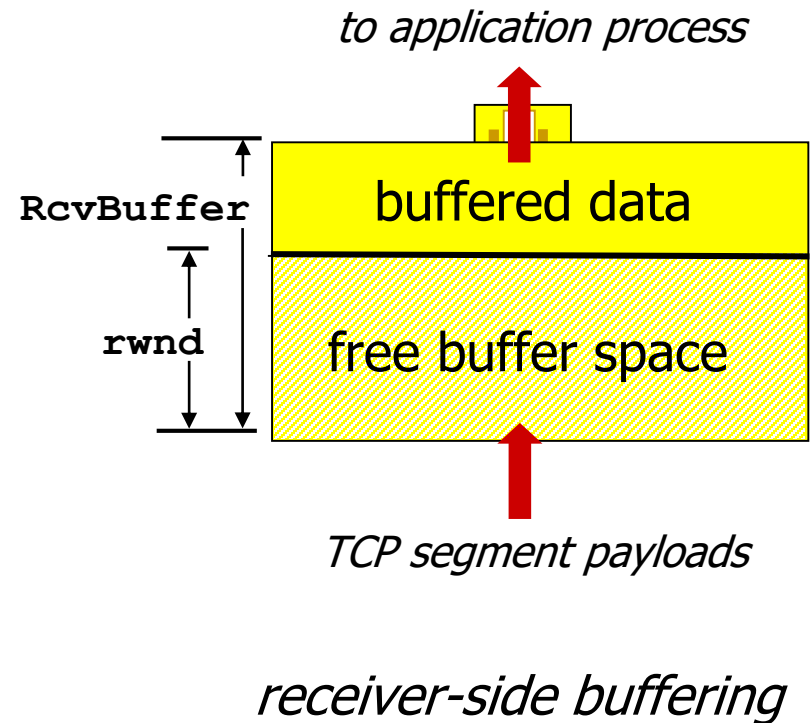 to application process
RcvBuffer
buffered data
rwnd
free buffer space
TCP segment payloads
receiver-side buffering